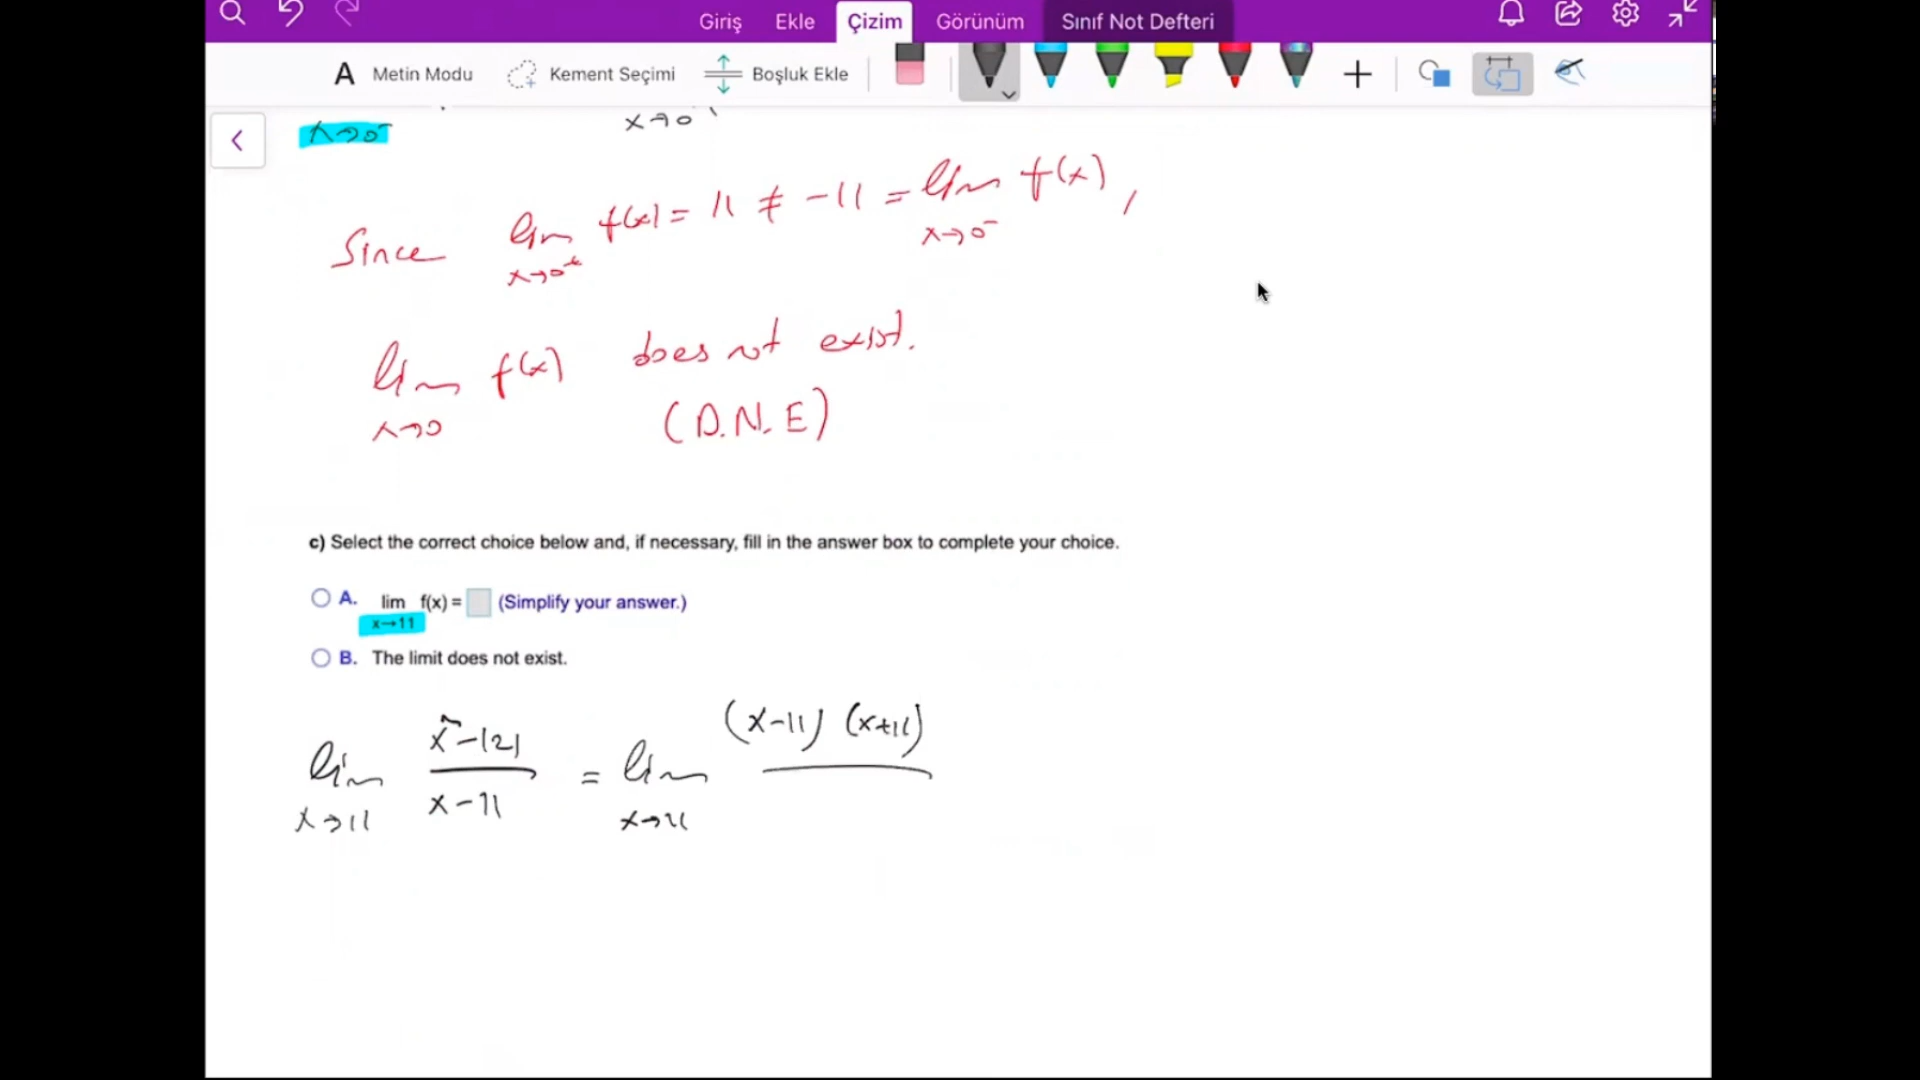 Giriş Ekle Çizim Görünüm Sınıf Not Defteri
A Metin Modu Kement Seçimi Boşluk Ekle
x→0⁻ x→0
Since lim f(x) = 11 ≠ -11 = lim f(x),
x→0⁺ x→0⁻
lim f(x) does not exist.
x→0 (D.N.E)
c) Select the correct choice below and, if necessary, fill in the answer box to complete your choice.
A. lim f(x) = (Simplify your answer.)
x→11
B. The limit does not exist.
x²-121 (x-11) (x+11)
lim = lim
x→11 x-11 x→11